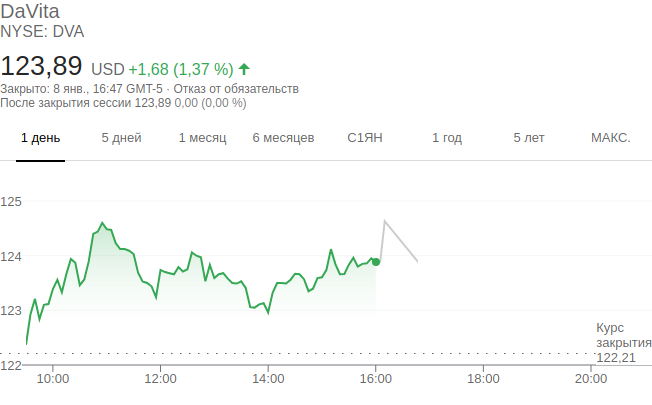 DaVita
NYSE: DVA
123,89 USD +1,68 (1,37 %)
Закрыто: 8 янв., 16:47 GMT-5 · Отказ от обязательств
После закрытия сессии 123,89 0,00 (0,00 %)
1 день 5 дней 1 месяц 6 месяцев С1ЯН 1 год 5 лет МАКС.
125
124
123
Курс
закрытия
122,21
122
10:00 12:00 14:00 16:00 18:00 20:00